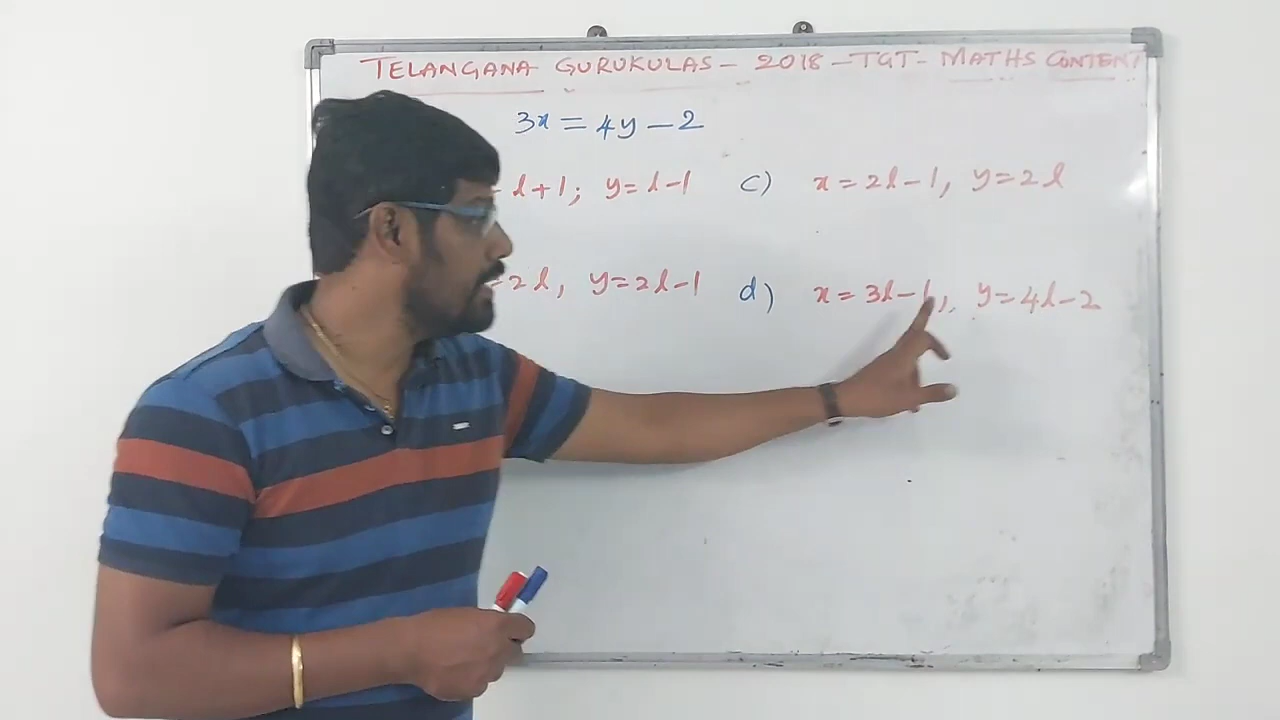 TELANGANA GURUKULAS - 2018 - TGT - MATHS CONTENT
3x = 4y - 2
l+1; y=l-1 c) x=2l-1, y=2l
2l, y=2l-1 d) x=3l-1, y=4l-2